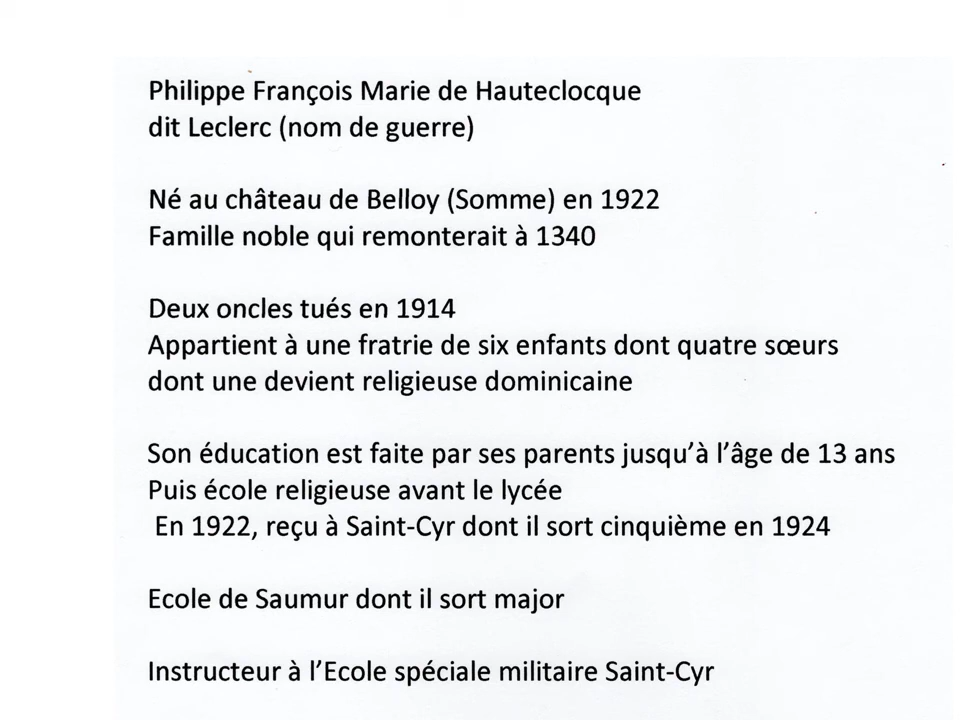 Philippe François Marie de Hauteclocque
dit Leclerc (nom de guerre)
Né au château de Belloy (Somme) en 1922
Famille noble qui remonterait à 1340
Deux oncles tués en 1914
Appartient à une fratrie de six enfants dont quatre sœurs
dont une devient religieuse dominicaine
Son éducation est faite par ses parents jusqu’à l’âge de 13 ans
Puis école religieuse avant le lycée
En 1922, reçu à Saint-Cyr dont il sort cinquième en 1924
Ecole de Saumur dont il sort major
Instructeur à l’Ecole spéciale militaire Saint-Cyr